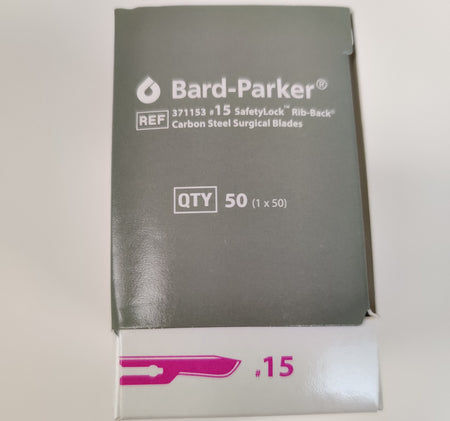 Bard-Parker®
REF 371153 #15 SafetyLock™ Rib-Back®
Carbon Steel Surgical Blades
QTY 50 (1 x 50)
#15